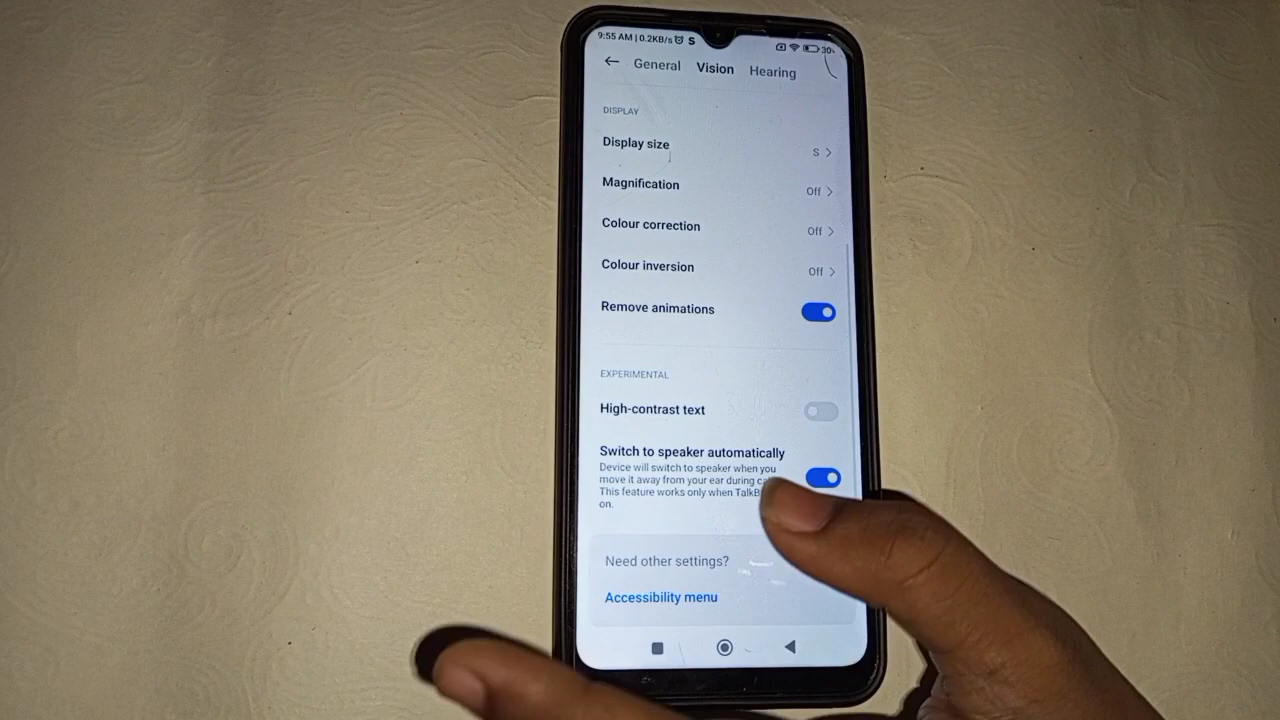 9:55 AM | 0.2KB/s S 30
General Vision Hearing
DISPLAY
Display size S
Magnification Off
Colour correction Off
Colour inversion Off
Remove animations
EXPERIMENTAL
High-contrast text
Switch to speaker automatically
Device will switch to speaker when you
move it away from your ear during
This feature works only when
on.
Need other settings?
Accessibility menu